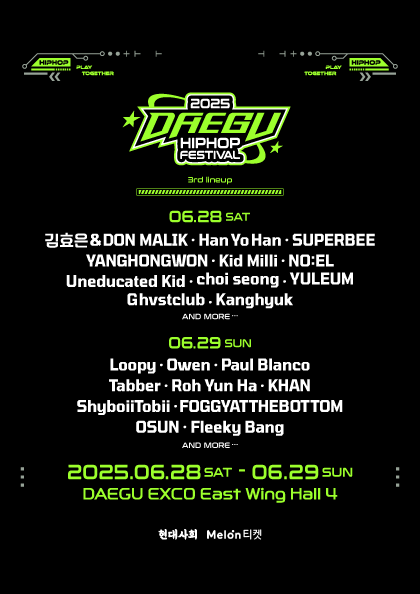 HIPHOP
PLAY
TOGETHER
HIPHOP
PLAY
TOGETHER
2025
DAEGU
HIPHOP
FESTIVAL
3rd lineup
06.28 SAT
김효은&DON MALIK · Han Yo Han · SUPERBEE
YANGHONGWON · Kid Milli · NO:EL
Uneducated Kid · choi seong · YULEUM
Ghvstclub · Kanghyuk
AND MORE ···
06.29 SUN
Loopy · Owen · Paul Blanco
Tabber · Roh Yun Ha · KHAN
ShyboiiTobii · FOGGYATTHEBOTTOM
OSUN · Fleeky Bang
AND MORE ···
2025.06.28 SAT - 06.29 SUN
DAEGU EXCO East Wing Hall 4
현대사회 Melon티켓